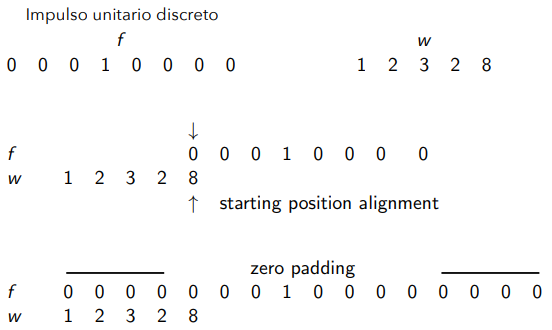 Impulso unitario discreto
f w
0 0 0 1 0 0 0 0 1 2 3 2 8
↓
f 0 0 0 1 0 0 0 0
w 1 2 3 2 8
↑ starting position alignment
zero padding
f 0 0 0 0 0 0 0 1 0 0 0 0 0 0 0 0
w 1 2 3 2 8